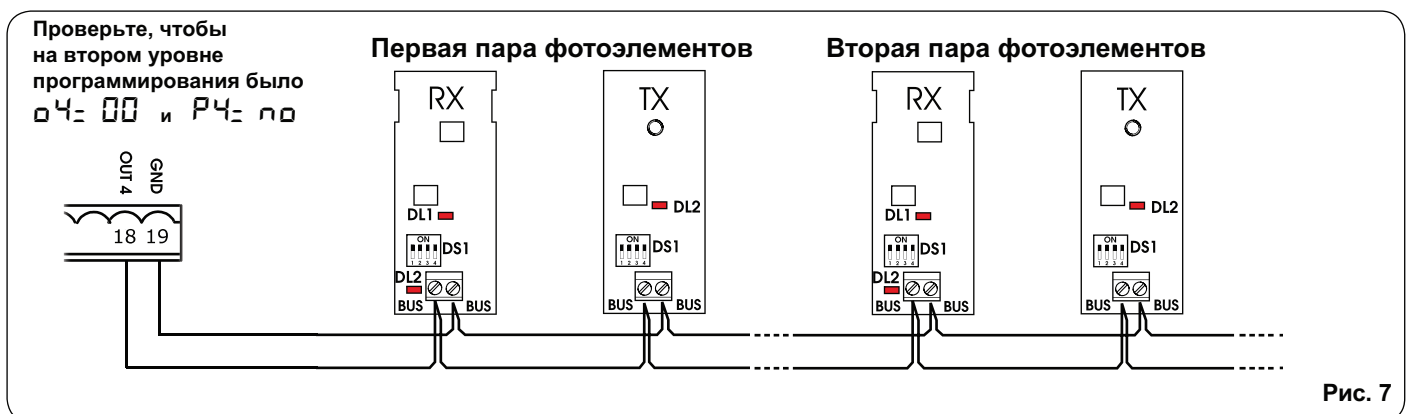 Проверьте, чтобы
на втором уровне
программирования было
o4= 00 и P4= no
Первая пара фотоэлементов
Вторая пара фотоэлементов
OUT 4
GND
18 19
RX
DL1
ON
1 2 3 4
DS1
DL2
BUS
BUS
TX
DL2
ON
1 2 3 4
DS1
BUS
BUS
RX
DL1
ON
1 2 3 4
DS1
DL2
BUS
BUS
TX
DL2
ON
1 2 3 4
DS1
BUS
BUS
Рис. 7